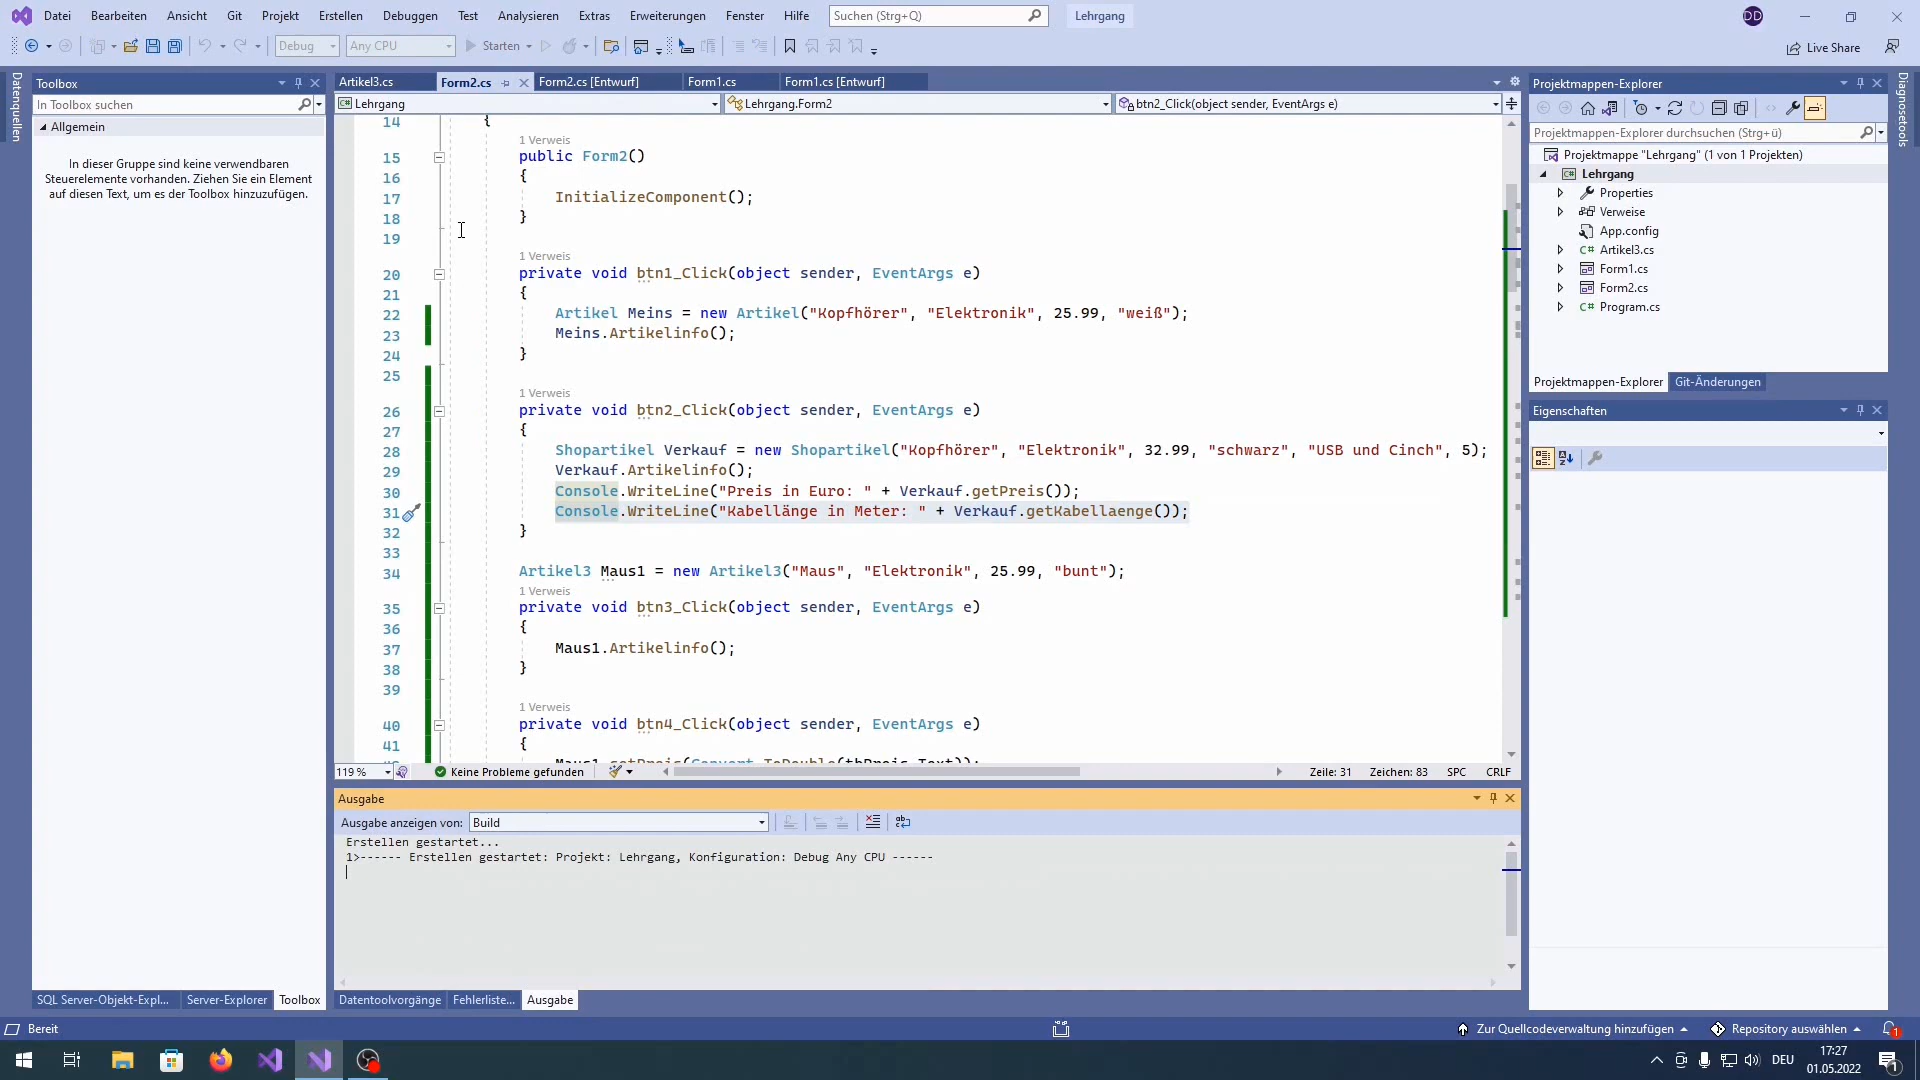 Datei Bearbeiten Ansicht Git Projekt Erstellen Debuggen Test Analysieren Extras Erweiterungen Fenster Hilfe Suchen (Strg+Q) Lehrgang DD
Debug Any CPU Starten Live Share
Datenquellen
Toolbox
In Toolbox suchen
Allgemein
In dieser Gruppe sind keine verwendbaren
Steuerelemente vorhanden. Ziehen Sie ein Element
auf diesen Text, um es der Toolbox hinzuzufügen.
SQL Server-Objekt-Expl... Server-Explorer Toolbox
Artikel3.cs Form2.cs Form2.cs [Entwurf] Form1.cs Form1.cs [Entwurf]
Lehrgang Lehrgang.Form2 btn2_Click(object sender, EventArgs e)
14 {
1 Verweis
15 public Form2()
16 {
17 InitializeComponent();
18 }
19
1 Verweis
20 private void btn1_Click(object sender, EventArgs e)
21 {
22 Artikel Meins = new Artikel("Kopfhörer", "Elektronik", 25.99, "weiß");
23 Meins.Artikelinfo();
24 }
25
1 Verweis
26 private void btn2_Click(object sender, EventArgs e)
27 {
28 Shopartikel Verkauf = new Shopartikel("Kopfhörer", "Elektronik", 32.99, "schwarz", "USB und Cinch", 5);
29 Verkauf.Artikelinfo();
30 Console.WriteLine("Preis in Euro: " + Verkauf.getPreis());
31 Console.WriteLine("Kabellänge in Meter: " + Verkauf.getKabellaenge());
32 }
33
34 Artikel3 Maus1 = new Artikel3("Maus", "Elektronik", 25.99, "bunt");
1 Verweis
35 private void btn3_Click(object sender, EventArgs e)
36 {
37 Maus1.Artikelinfo();
38 }
39
1 Verweis
40 private void btn4_Click(object sender, EventArgs e)
41 {
Maus1.setPreis(Convert.ToDouble(tbPreis.Text));
119 % Keine Probleme gefunden Zeile: 31 Zeichen: 83 SPC CRLF
Ausgabe
Ausgabe anzeigen von: Build
Erstellen gestartet...
1>------ Erstellen gestartet: Projekt: Lehrgang, Konfiguration: Debug Any CPU ------
Datentoolvorgänge Fehlerliste... Ausgabe
Projektmappen-Explorer
Projektmappen-Explorer durchsuchen (Strg+ü)
Projektmappe "Lehrgang" (1 von 1 Projekten)
Lehrgang
Properties
Verweise
App.config
C# Artikel3.cs
Form1.cs
Form2.cs
C# Program.cs
Projektmappen-Explorer Git-Änderungen
Eigenschaften
Diagnosetools
Bereit Zur Quellcodeverwaltung hinzufügen Repository auswählen 1
DEU 17:27
01.05.2022 1